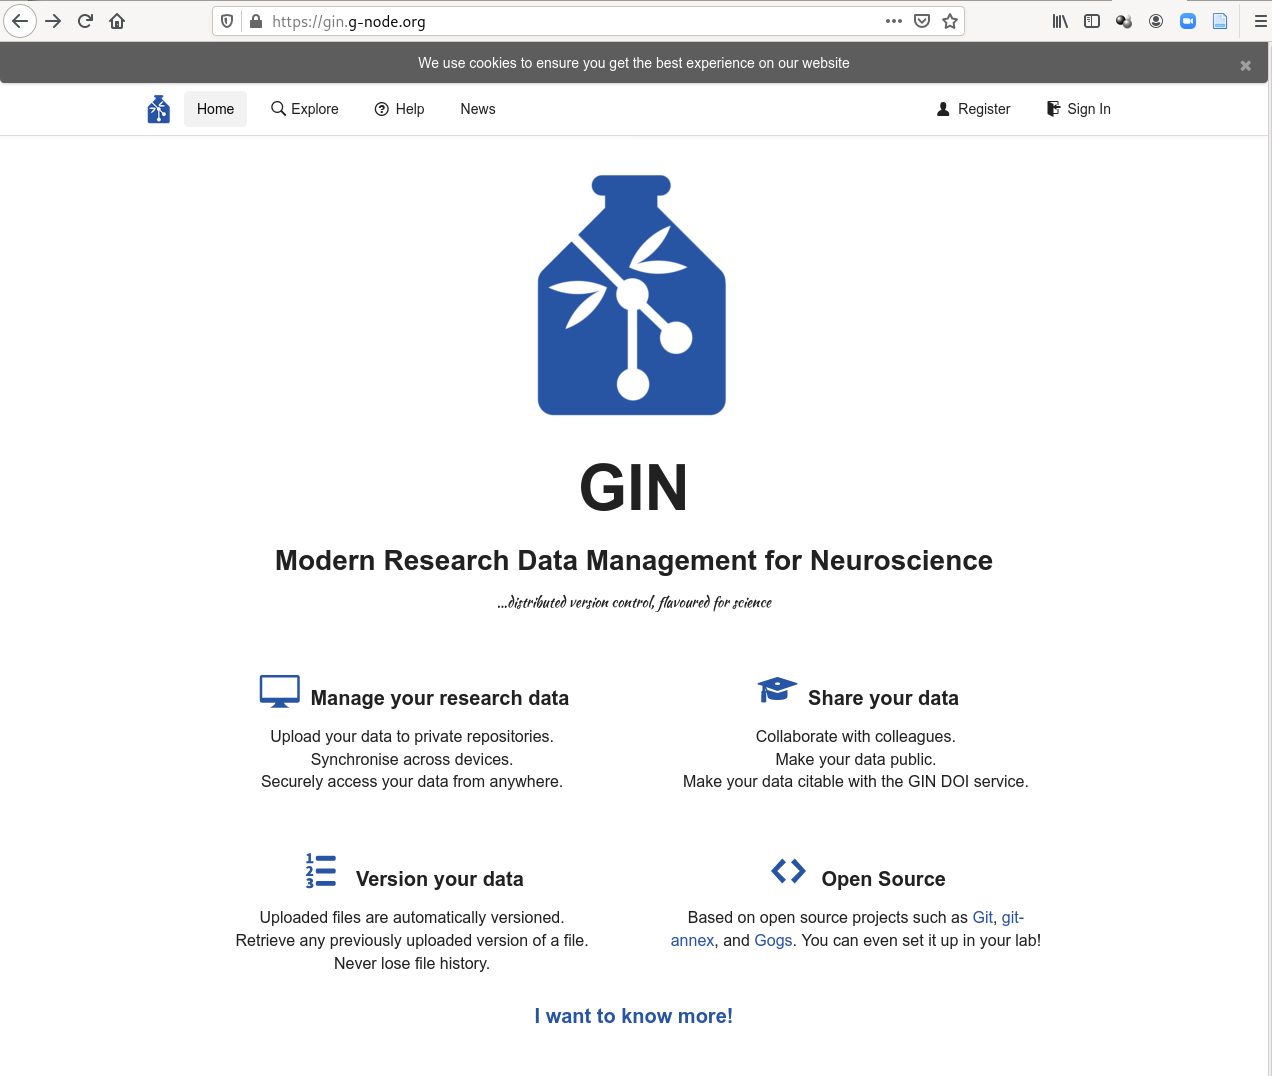 https://gin.g-node.org
We use cookies to ensure you get the best experience on our website
Home Explore Help News Register Sign In
GIN
Modern Research Data Management for Neuroscience
...distributed version control, flavoured for science
Manage your research data
Upload your data to private repositories.
Synchronise across devices.
Securely access your data from anywhere.
Share your data
Collaborate with colleagues.
Make your data public.
Make your data citable with the GIN DOI service.
1
2
3
Version your data
Uploaded files are automatically versioned.
Retrieve any previously uploaded version of a file.
Never lose file history.
Open Source
Based on open source projects such as Git, git-
annex, and Gogs. You can even set it up in your lab!
I want to know more!